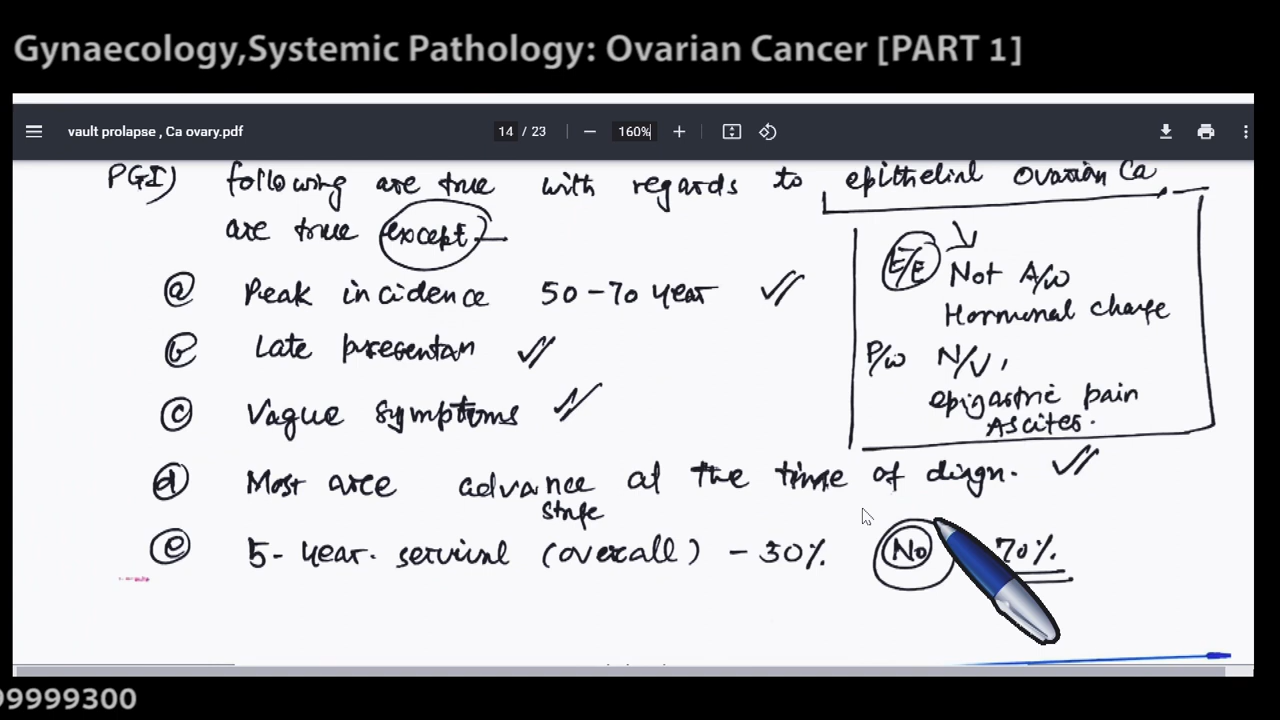 Gynaecology,Systemic Pathology: Ovarian Cancer [PART 1]
vault prolapse , Ca ovary.pdf
14 / 23
160%
PGI) following are true with regards to epithelial Ovarian Ca
are true except
ⓐ Peak incidence 50-70 year
ⓑ Late presentan
ⓒ Vague symptoms
ⓓ Most are advance at the time of diagn.
stage
ⓔ 5-year. servival (overall) - 30%. No 70%.
E/E Not A/w
Hormonal change
P/w N/V,
epigastric pain
Ascites.
99999300